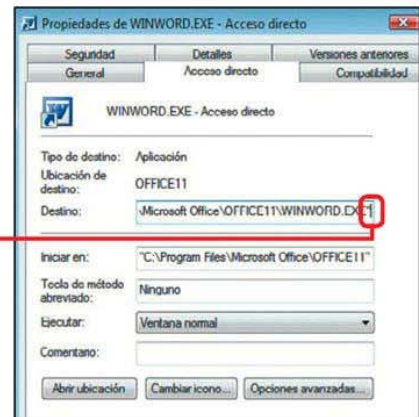 Propiedades de WINWORD.EXE - Acceso directo
Seguridad Detalles Versiones anteriores
General Acceso directo Compatibilidad
WINWORD.EXE - Acceso directo
Tipo de destino: Aplicación
Ubicación de destino: OFFICE11
Destino: \Microsoft Office\OFFICE11\WINWORD.EXE"
Iniciar en: "C:\Program Files\Microsoft Office\OFFICE11"
Tecla de método abreviado: Ninguno
Ejecutar: Ventana normal
Comentario:
Abrir ubicación Cambiar icono... Opciones avanzadas...